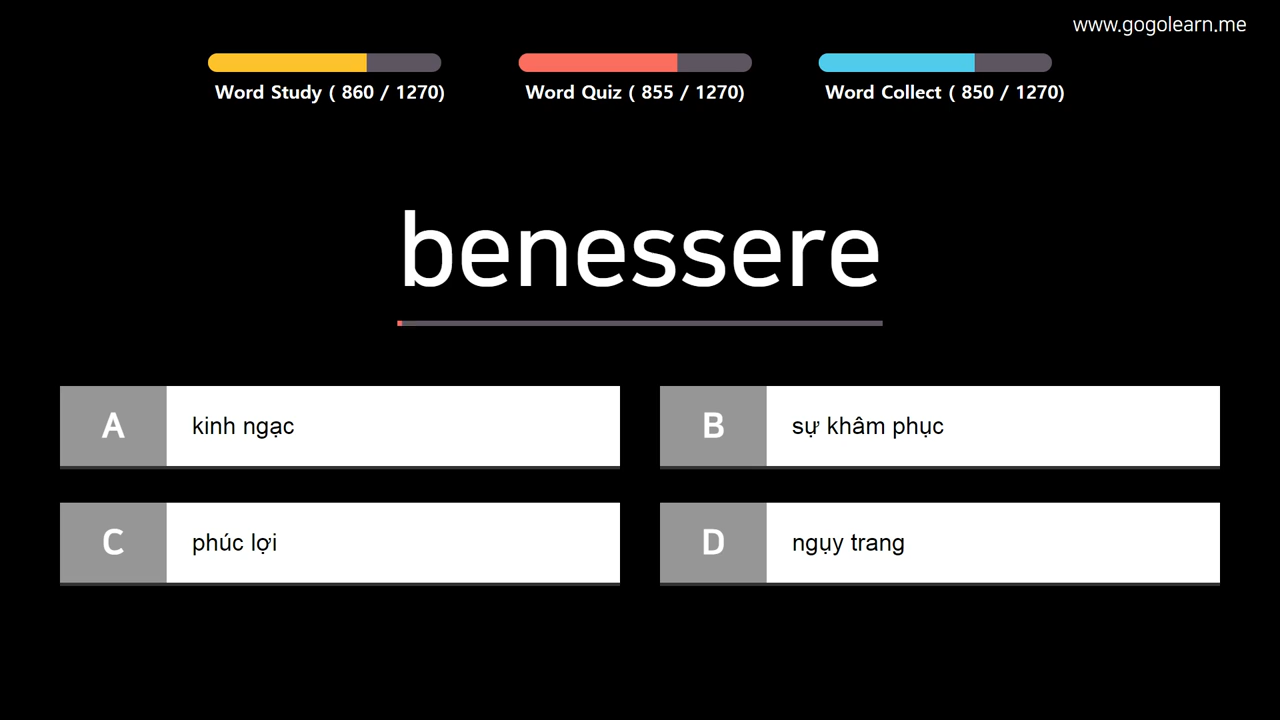 www.gogolearn.me
Word Study ( 860 / 1270)
Word Quiz ( 855 / 1270)
Word Collect ( 850 / 1270)
benessere
A
kinh ngạc
B
sự khâm phục
C
phúc lợi
D
ngụy trang